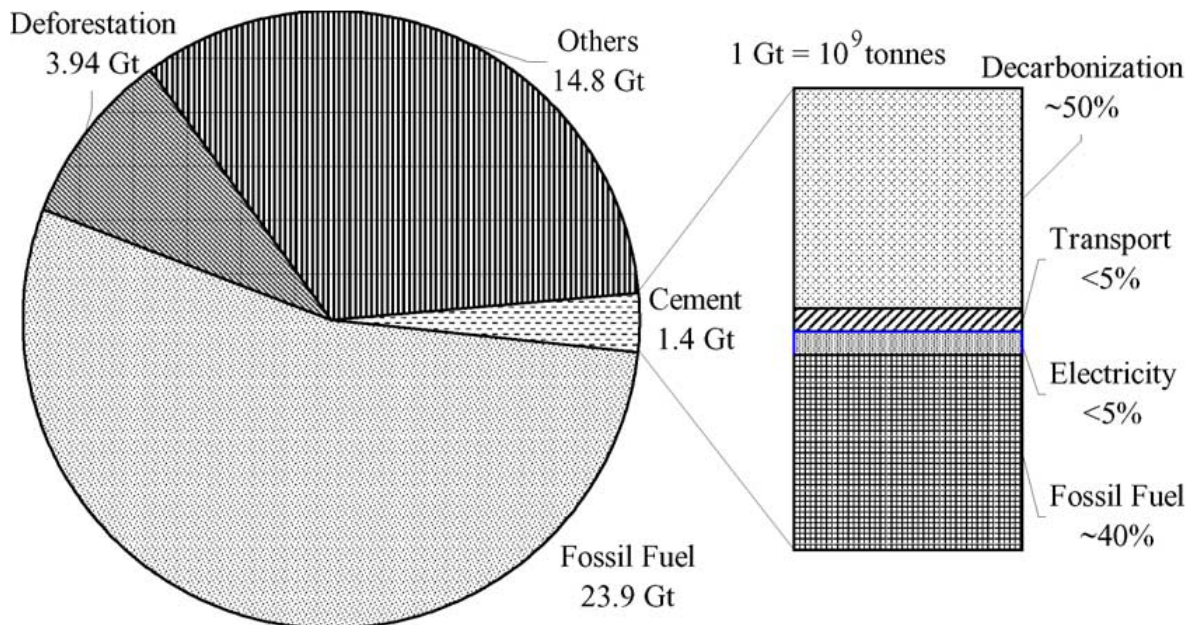 Deforestation
3.94 Gt
Others
14.8 Gt
Cement
1.4 Gt
Fossil Fuel
23.9 Gt
1 Gt = 10⁹ tonnes
Decarbonization
~50%
Transport
<5%
Electricity
<5%
Fossil Fuel
~40%